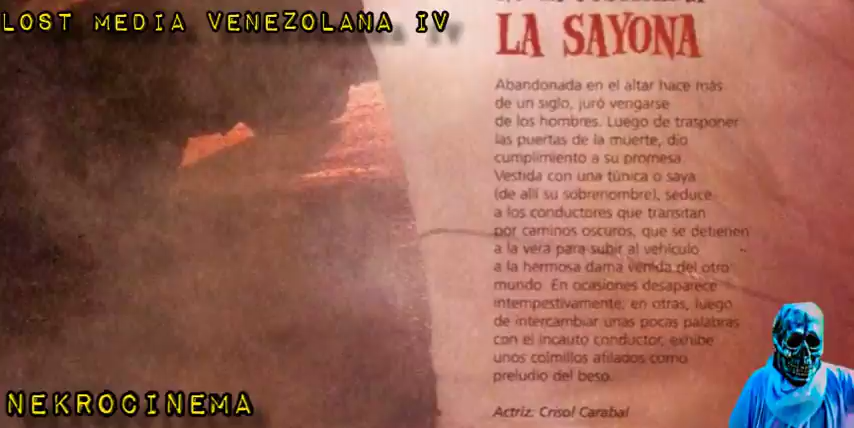 LOST MEDIA VENEZOLANA IV
LA SAYONA
Abandonada en el altar hace más
de un siglo, juró vengarse
de los hombres. Luego de trasponer
las puertas de la muerte, dio
cumplimiento a su promesa.
Vestida con una túnica o saya
(de allí su sobrenombre), seduce
a los conductores que transitan
por caminos oscuros, que se detienen
a la vera para subir al vehículo
a la hermosa dama venida del otro
mundo. En ocasiones desaparece
intempestivamente; en otras, luego
de intercambiar unas pocas palabras
con el incauto conductor, exhibe
unos colmillos afilados como
preludio del beso.
Actriz: Crisol Carabal
NEKROCINEMA